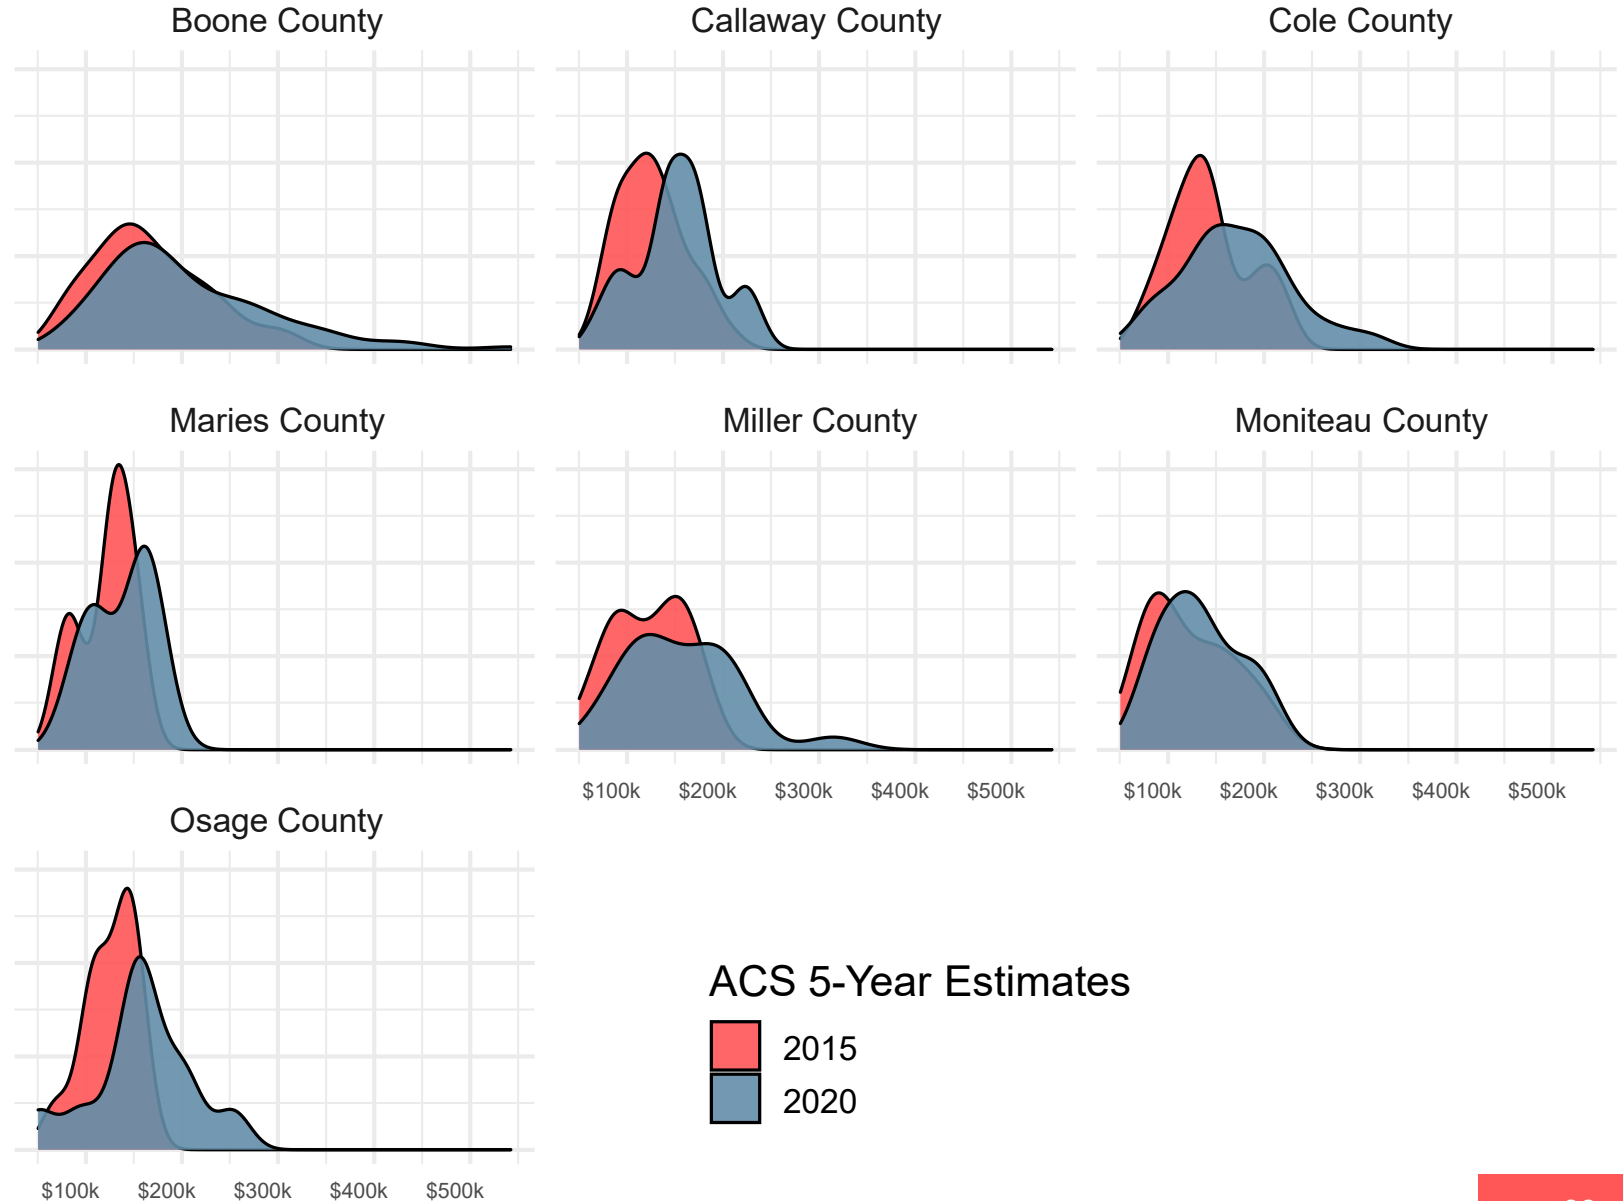 Boone County
Callaway County
Cole County
Maries County
Miller County
Moniteau County
$100k $200k $300k $400k $500k
$100k $200k $300k $400k $500k
Osage County
ACS 5-Year Estimates
2015
2020
$100k $200k $300k $400k $500k